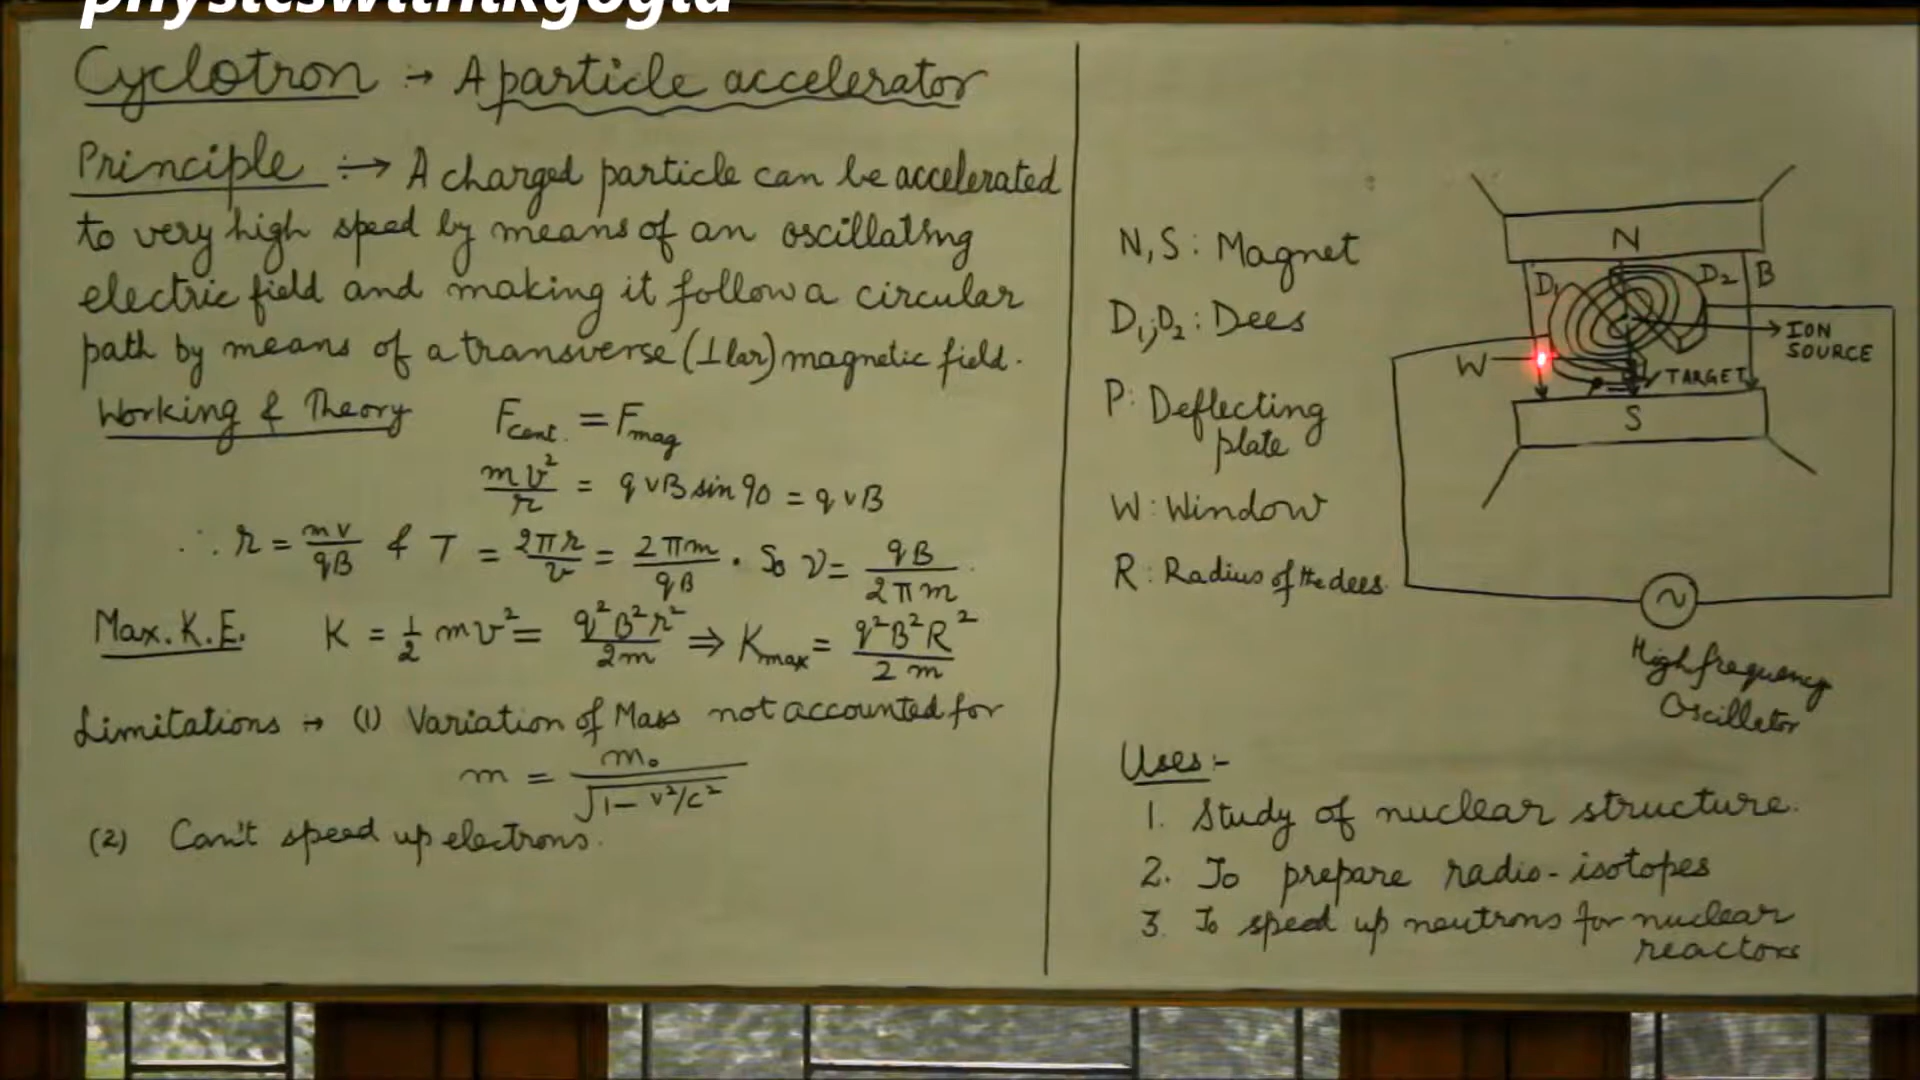 physicswithkgogia
Cyclotron → A particle accelerator
Principle :→ A charged particle can be accelerated
to very high speed by means of an oscillating
electric field and making it follow a circular
path by means of a transverse (⊥lar) magnetic field.
Working & Theory F_cent. = F_mag
mv²/r = qvB sin 90 = qvB
∴ r = mv/qB & T = 2πr/v = 2πm/qB . So ν = qB/2πm
Max. K.E. K = 1/2 mv² = q²B²r²/2m ⇒ K_max = q²B²R²/2m
Limitations → (1) Variation of Mass not accounted for
m = m₀/√1 - v²/c²
(2) Can't speed up electrons.
N, S : Magnet
D₁, D₂ : Dees
P : Deflecting
plate
W : Window
R : Radius of the dees.
N
D₁ D₂ B
ION
SOURCE
W
P TARGET
S
~
High frequency
Oscillator
Uses :-
1. Study of nuclear structure.
2. To prepare radio-isotopes
3. To speed up neutrons for nuclear
reactors